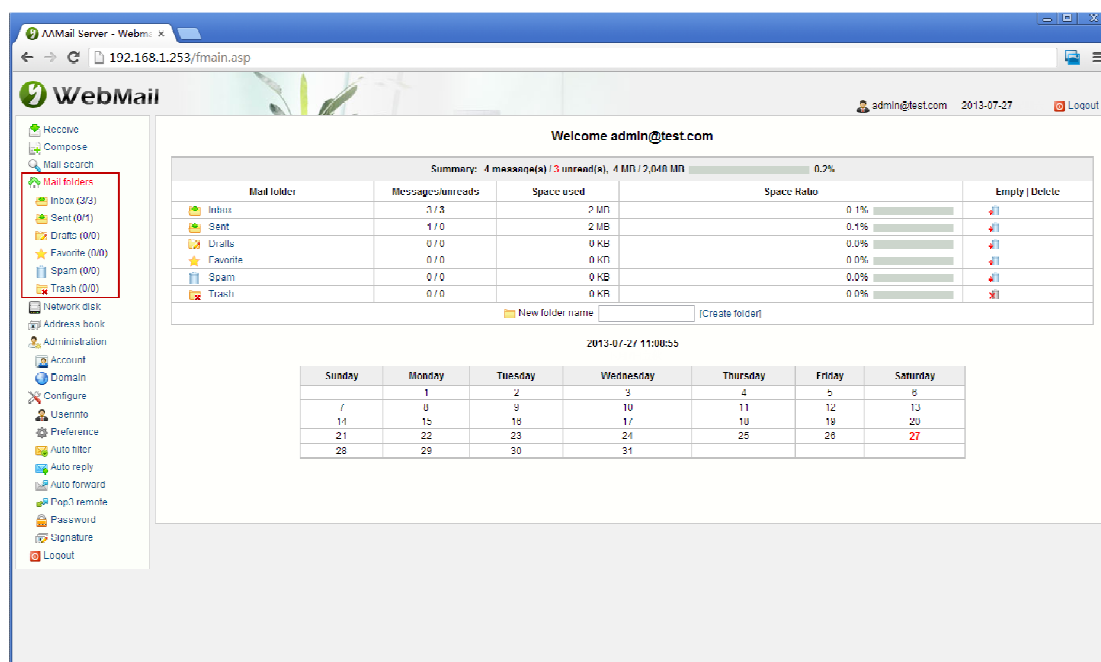 AAMail Server - Webma
192.168.1.253/fmain.asp
WebMail
admin@test.com 2013-07-27 Logout
Receive
Compose
Mail search
Mail folders
Inbox (3/3)
Sent (0/1)
Drafts (0/0)
Favorite (0/0)
Spam (0/0)
Trash (0/0)
Network disk
Address book
Administration
Account
Domain
Configure
Userinfo
Preference
Auto filter
Auto reply
Auto forward
Pop3 remote
Password
Signature
Logout
Welcome admin@test.com
Summary: 4 message(s) / 3 unread(s), 4 MB / 2,048 MB 0.2%
Mail folder Messages/unreads Space used Space Ratio Empty | Delete
Inbox 3 / 3 2 MB 0.1%
Sent 1 / 0 2 MB 0.1%
Drafts 0 / 0 0 KB 0.0%
Favorite 0 / 0 0 KB 0.0%
Spam 0 / 0 0 KB 0.0%
Trash 0 / 0 0 KB 0.0%
New folder name [Create folder]
2013-07-27 11:08:55
Sunday Monday Tuesday Wednesday Thursday Friday Saturday
1 2 3 4 5 6
7 8 9 10 11 12 13
14 15 16 17 18 19 20
21 22 23 24 25 26 27
28 29 30 31